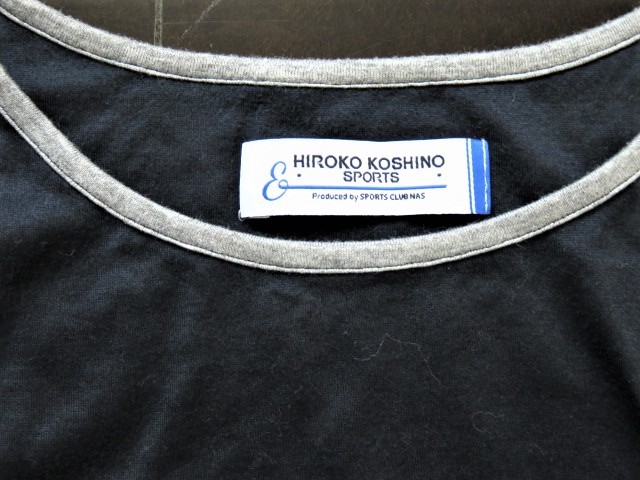 & HIROKO KOSHINO
· SPORTS ·
Produced by SPORTS CLUB NAS